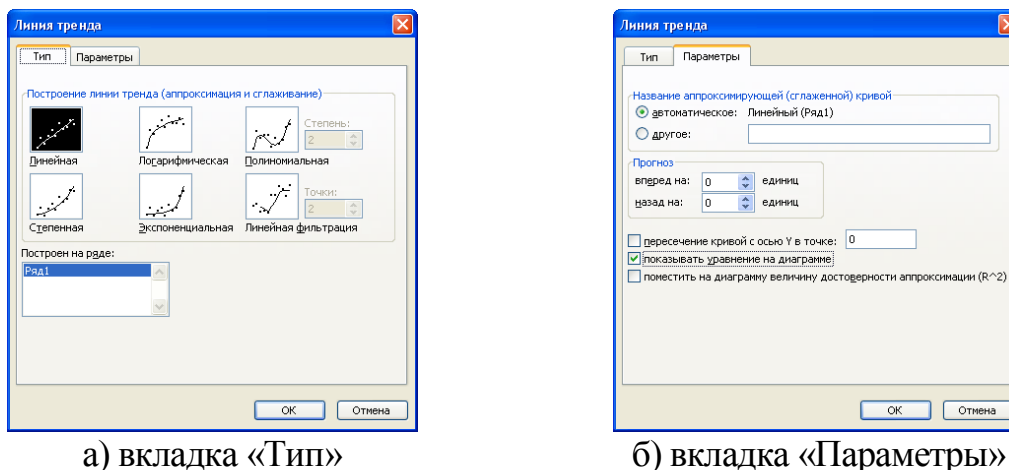 Линия тренда
Тип Параметры
Построение линии тренда (аппроксимация и сглаживание)
Степень:
2
Линейная Логарифмическая Полиномиальная
Точки:
2
Степенная Экспоненциальная Линейная фильтрация
Построен на ряде:
Ряд1
ОК Отмена
а) вкладка «Тип»
Линия тренда
Тип Параметры
Название аппроксимирующей (сглаженной) кривой
автоматическое: Линейный (Ряд1)
другое:
Прогноз
вперед на: 0 единиц
назад на: 0 единиц
пересечение кривой с осью Y в точке: 0
показывать уравнение на диаграмме
поместить на диаграмму величину достоверности аппроксимации (R^2)
ОК Отмена
б) вкладка «Параметры»